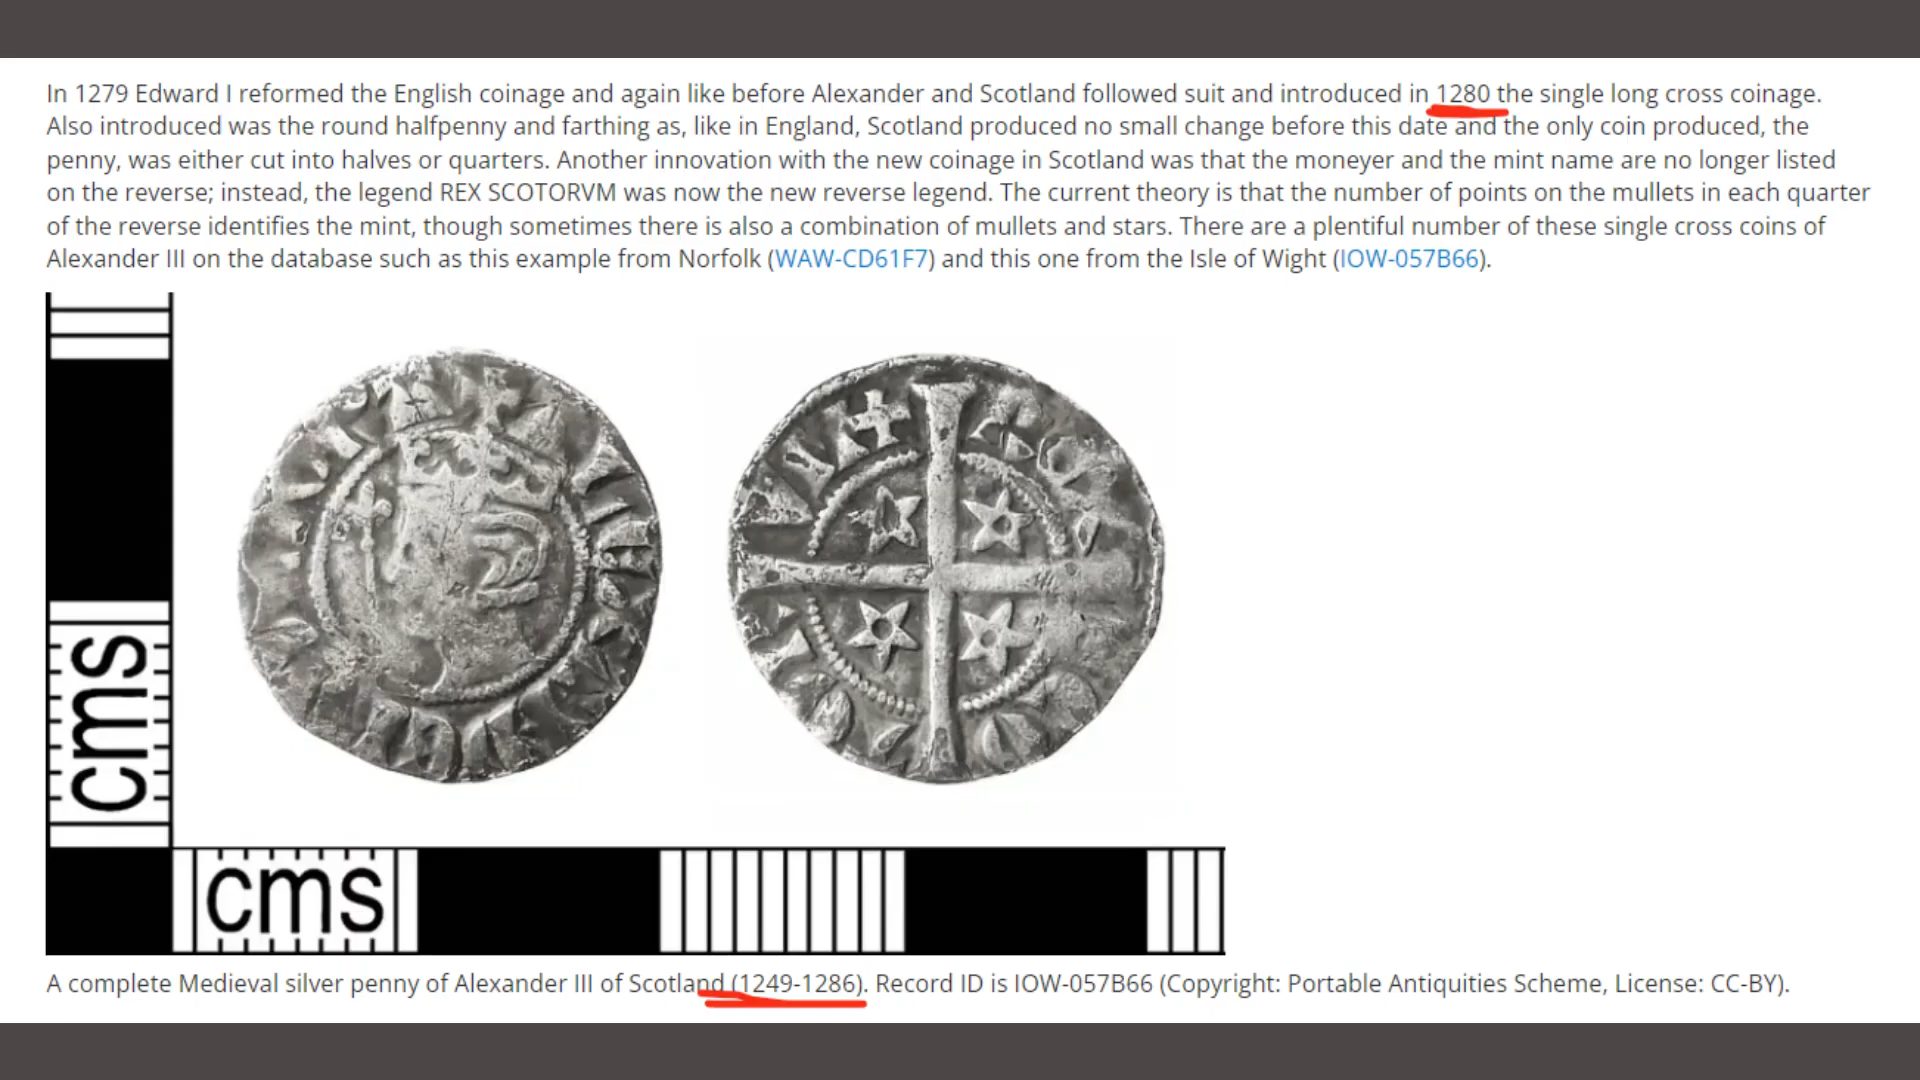 In 1279 Edward I reformed the English coinage and again like before Alexander and Scotland followed suit and introduced in 1280 the single long cross coinage.
Also introduced was the round halfpenny and farthing as, like in England, Scotland produced no small change before this date and the only coin produced, the
penny, was either cut into halves or quarters. Another innovation with the new coinage in Scotland was that the moneyer and the mint name are no longer listed
on the reverse; instead, the legend REX SCOTORVM was now the new reverse legend. The current theory is that the number of points on the mullets in each quarter
of the reverse identifies the mint, though sometimes there is also a combination of mullets and stars. There are a plentiful number of these single cross coins of
Alexander III on the database such as this example from Norfolk (WAW-CD61F7) and this one from the Isle of Wight (IOW-057B66).
cms
cms
A complete Medieval silver penny of Alexander III of Scotland (1249-1286). Record ID is IOW-057B66 (Copyright: Portable Antiquities Scheme, License: CC-BY).